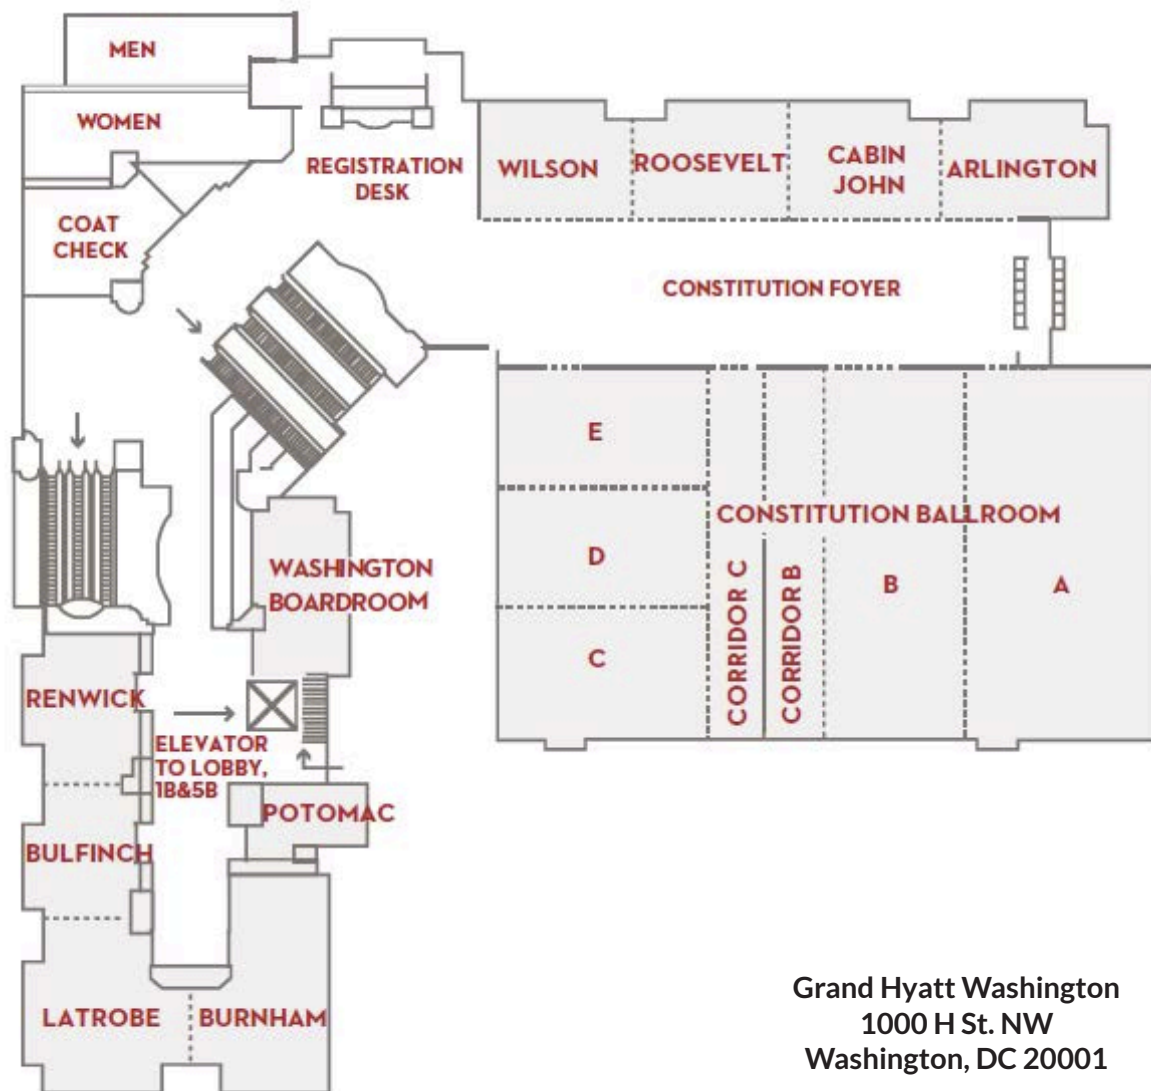 MEN
WOMEN
REGISTRATION
DESK
WILSON
ROOSEVELT
CABIN
JOHN
ARLINGTON
COAT
CHECK
CONSTITUTION FOYER
E
CONSTITUTION BALLROOM
D
B
A
C
CORRIDOR C
CORRIDOR B
WASHINGTON
BOARDROOM
RENWICK
ELEVATOR
TO LOBBY,
1B&5B
POTOMAC
BULFINCH
LATROBE
BURNHAM
Grand Hyatt Washington
1000 H St. NW
Washington, DC 20001